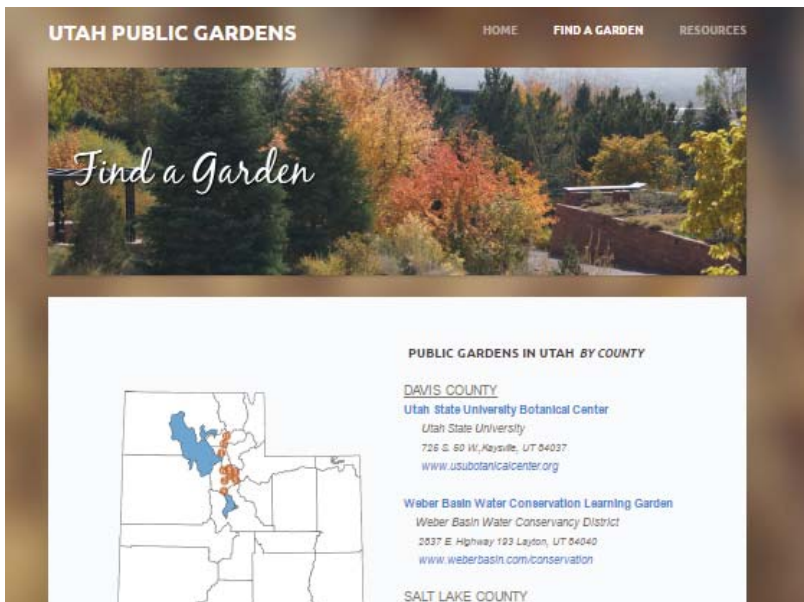 UTAH PUBLIC GARDENS
HOME FIND A GARDEN RESOURCES
Find a Garden
PUBLIC GARDENS IN UTAH BY COUNTY
DAVIS COUNTY
Utah State University Botanical Center
Utah State University
725 S. 50 W.,Kaysville, UT 84037
www.usubotanicalcenter.org
Weber Basin Water Conservation Learning Garden
Weber Basin Water Conservancy District
2837 E. Highway 193 Layton, UT 84040
www.weberbasin.com/conservation
SALT LAKE COUNTY